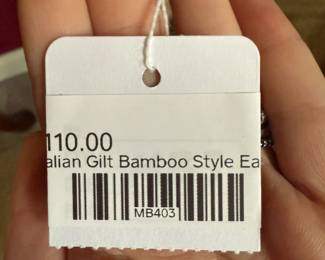 110.00
alian Gilt Bamboo Style Ea
MB403